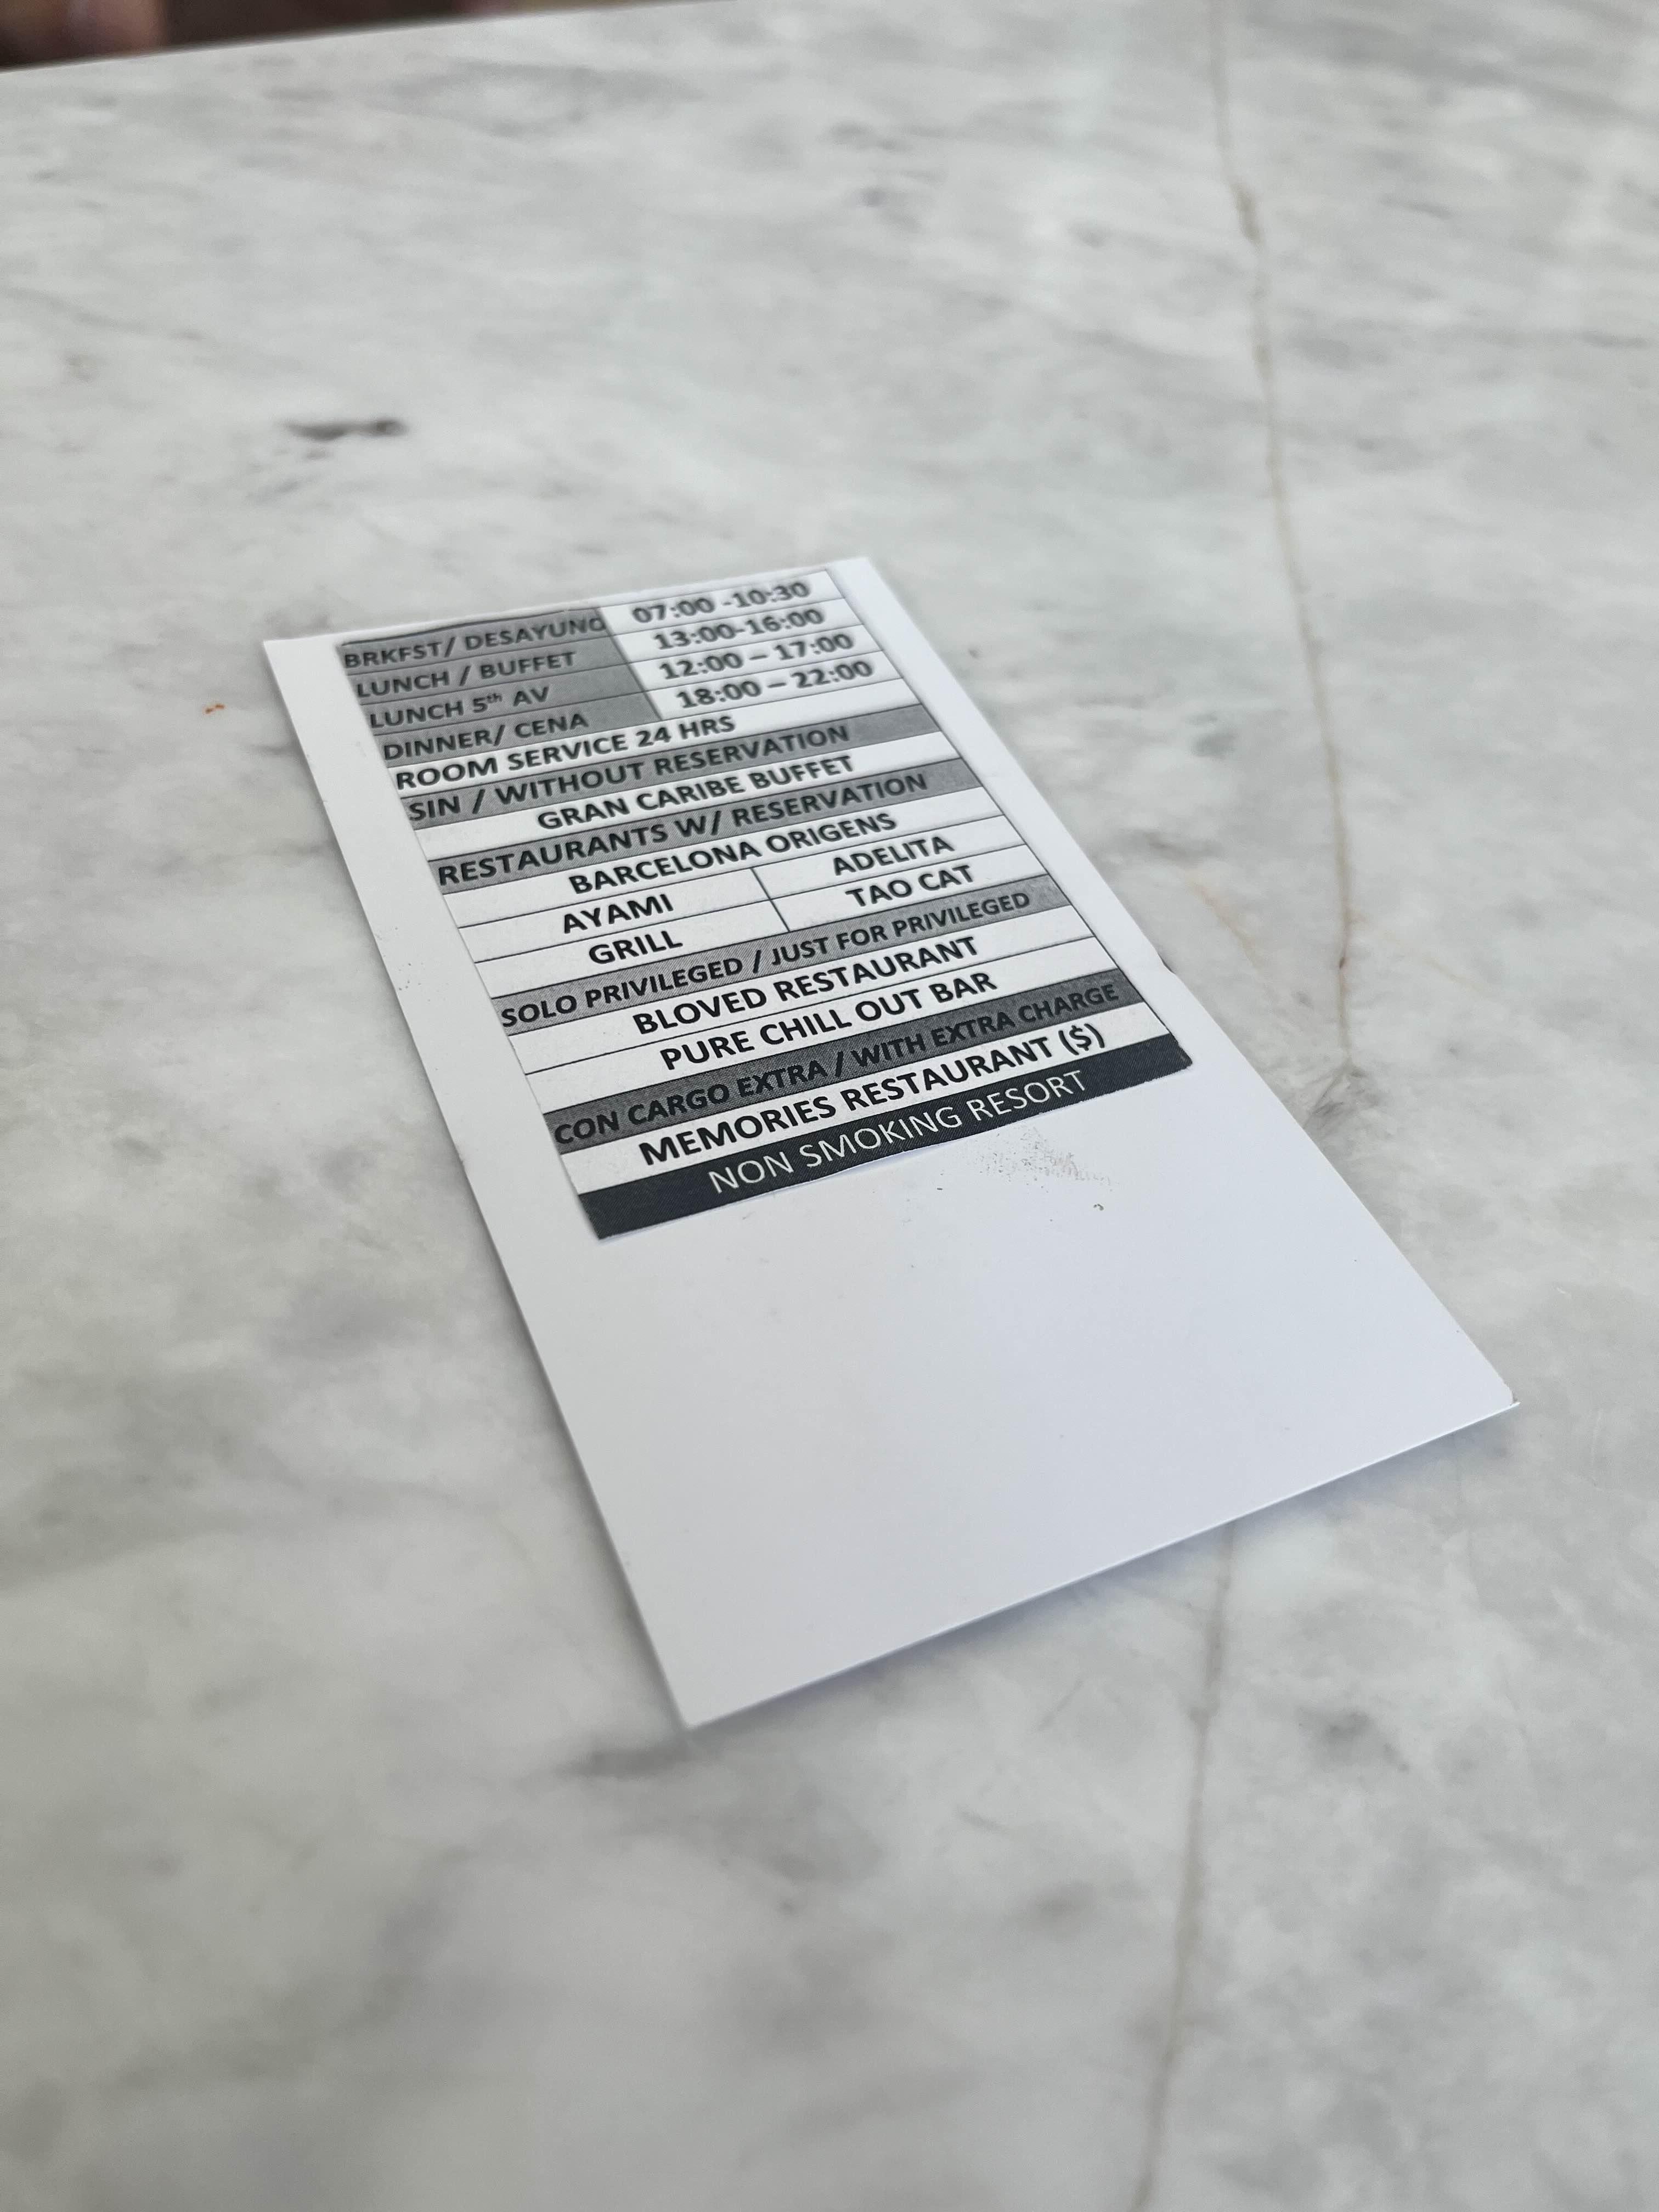 BRKFST/ DESAYUNO 07:00 -10:30
LUNCH / BUFFET 13:00-16:00
LUNCH 5th AV 12:00 – 17:00
DINNER/ CENA 18:00 – 22:00
ROOM SERVICE 24 HRS
SIN / WITHOUT RESERVATION
GRAN CARIBE BUFFET
RESTAURANTS W/ RESERVATION
BARCELONA ORIGENS
AYAMI ADELITA
GRILL TAO CAT
SOLO PRIVILEGED / JUST FOR PRIVILEGED
BLOVED RESTAURANT
PURE CHILL OUT BAR
CON CARGO EXTRA / WITH EXTRA CHARGE
MEMORIES RESTAURANT ($)
NON SMOKING RESORT